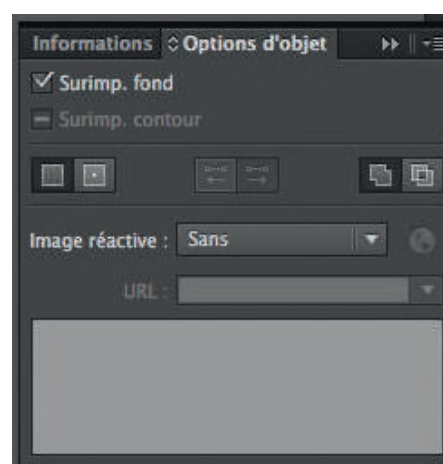 Informations Options d'objet
Surimp. fond
Surimp. contour
Image réactive : Sans
URL :